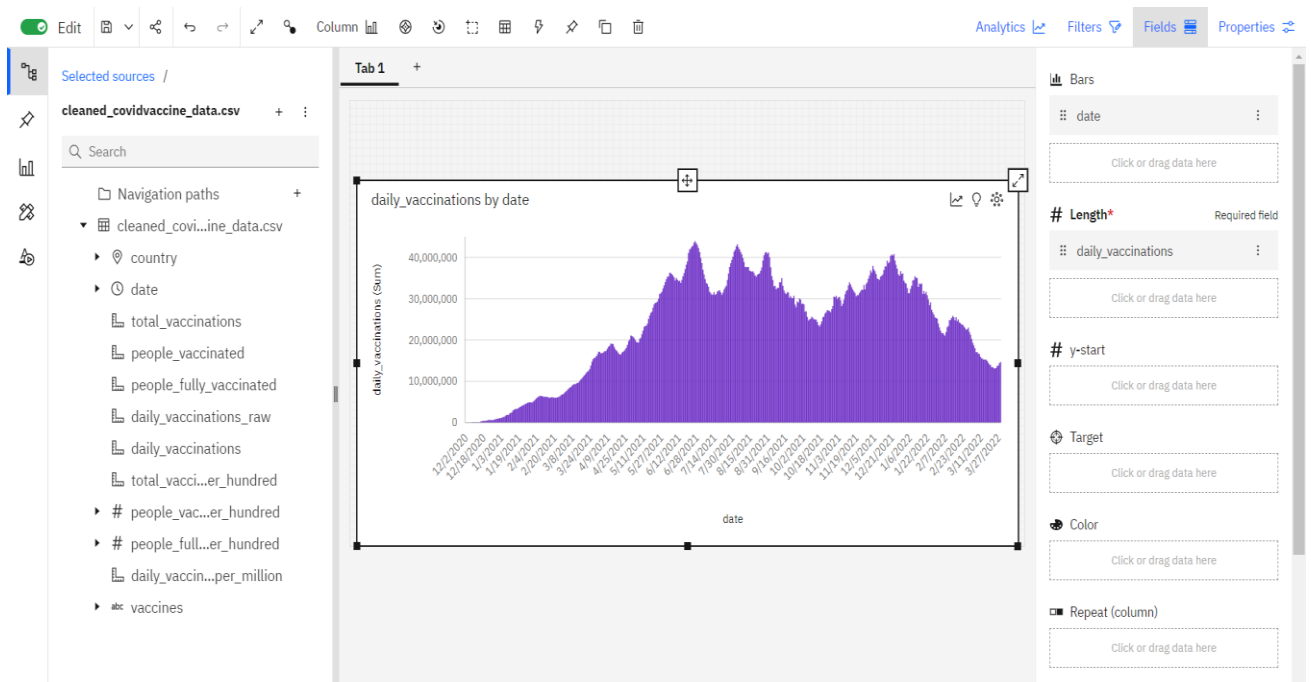 Edit
Column
Analytics
Filters
Fields
Properties
Selected sources /
cleaned_covidvaccine_data.csv
Search
Navigation paths
cleaned_covi...ine_data.csv
country
date
total_vaccinations
people_vaccinated
people_fully_vaccinated
daily_vaccinations_raw
daily_vaccinations
total_vacci...er_hundred
# people_vac...er_hundred
# people_full...er_hundred
daily_vaccin...per_million
abc vaccines
Tab 1 +
daily_vaccinations by date
daily_vaccinations (Sum)
40,000,000
30,000,000
20,000,000
10,000,000
0
12/2/2020
12/18/2020
1/3/2021
1/19/2021
2/4/2021
2/20/2021
3/8/2021
3/24/2021
4/9/2021
4/25/2021
5/11/2021
5/27/2021
6/12/2021
6/28/2021
7/14/2021
7/30/2021
8/15/2021
8/31/2021
9/16/2021
10/2/2021
10/18/2021
11/3/2021
11/19/2021
12/5/2021
12/21/2021
1/6/2022
1/22/2022
2/7/2022
2/23/2022
3/11/2022
3/27/2022
date
Bars
date
Click or drag data here
# Length* Required field
daily_vaccinations
Click or drag data here
# y-start
Click or drag data here
Target
Click or drag data here
Color
Click or drag data here
Repeat (column)
Click or drag data here